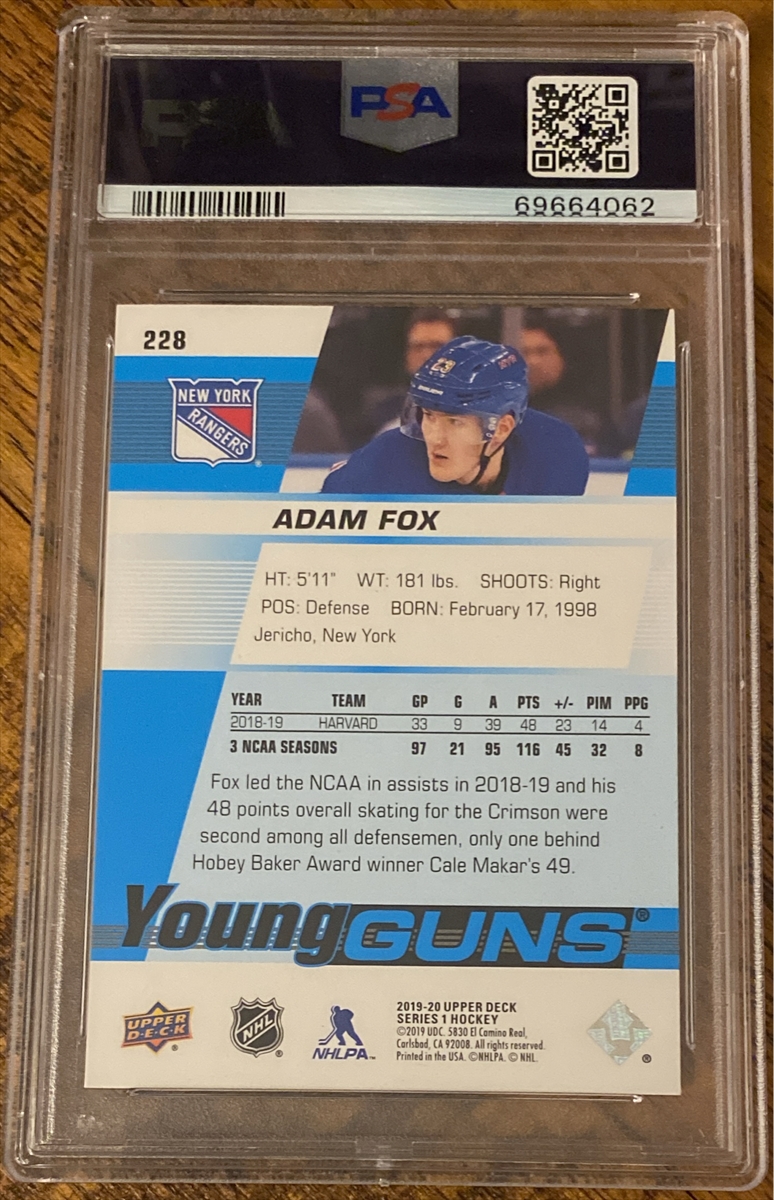 PSA
69664062
228
NEW YORK
RANGERS
23
ADAM FOX
HT: 5'11" WT: 181 lbs. SHOOTS: Right
POS: Defense BORN: February 17, 1998
Jericho, New York
YEAR TEAM GP G A PTS +/- PIM PPG
2018-19 HARVARD 33 9 39 48 23 14 4
3 NCAA SEASONS 97 21 95 116 45 32 8
Fox led the NCAA in assists in 2018-19 and his
48 points overall skating for the Crimson were
second among all defensemen, only one behind
Hobey Baker Award winner Cale Makar's 49.
Young GUNS®
UPPER
D·E·C·K
®
NHL
®
NHLPA™
2019-20 UPPER DECK
SERIES 1 HOCKEY
©2019 UDC. 5830 El Camino Real,
Carlsbad, CA 92008. All rights reserved.
Printed in the USA. ©NHLPA. © NHL.
®